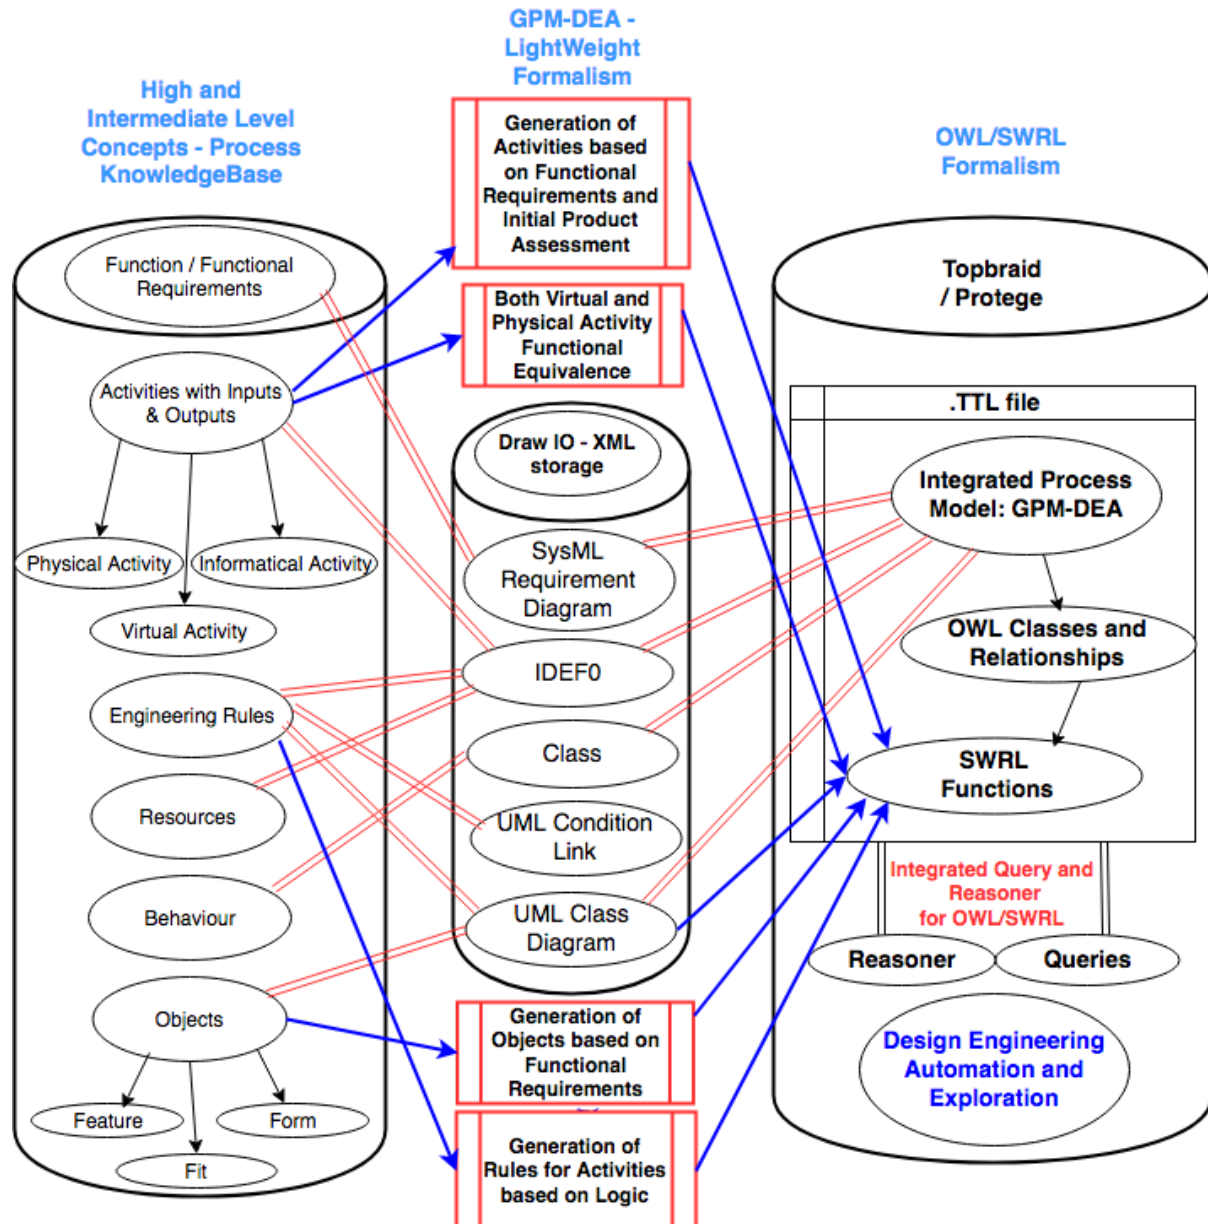 High and
Intermediate Level
Concepts - Process
KnowledgeBase
Function / Functional
Requirements
Activities with Inputs
& Outputs
Physical Activity
Informatical Activity
Virtual Activity
Engineering Rules
Resources
Behaviour
Objects
Feature
Form
Fit
GPM-DEA -
LightWeight
Formalism
Generation of
Activities based
on Functional
Requirements and
Initial Product
Assessment
Both Virtual and
Physical Activity
Functional
Equivalence
Draw IO - XML
storage
SysML
Requirement
Diagram
IDEF0
Class
UML Condition
Link
UML Class
Diagram
Generation of
Objects based on
Functional
Requirements
Generation of
Rules for Activities
based on Logic
OWL/SWRL
Formalism
Topbraid
/ Protege
.TTL file
Integrated Process
Model: GPM-DEA
OWL Classes and
Relationships
SWRL
Functions
Integrated Query and
Reasoner
for OWL/SWRL
Reasoner
Queries
Design Engineering
Automation and
Exploration